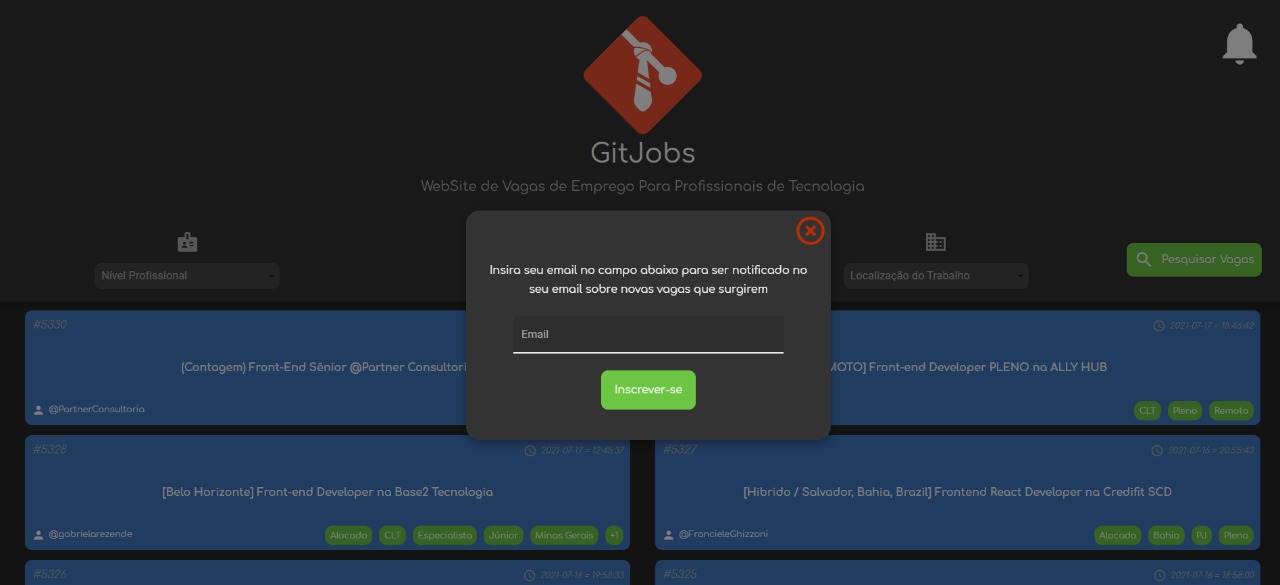 GitJobs
WebSite de Vagas de Emprego Para Profissionais de Tecnologia
Nível Profissional
Localização do Trabalho
Pesquisar Vagas
Insira seu email no campo abaixo para ser notificado no
seu email sobre novas vagas que surgirem
Email
Inscrever-se
#5330
(Contagem) Front-End Sênior @Partner
@PartnerConsultoria
2021-07-17 = 18:46:42
Front-end Developer PLENO na ALLY HUB
CLT Pleno Remoto
#5328
2021-07-17 = 12:45:37
[Belo Horizonte] Front-end Developer na Base2 Tecnologia
@gabrielarezende
Alocado CLT Especialista Júnior Minas Gerais +1
#5327
2021-07-16 = 20:55:43
[Híbrido / Salvador, Bahia, Brazil] Frontend React Developer na Credifit SCD
@FrancieleGhizzoni
Alocado Bahia PJ Pleno
#5326
2021-07-16 = 19:58:33
#5325
2021-07-16 = 18:58:00